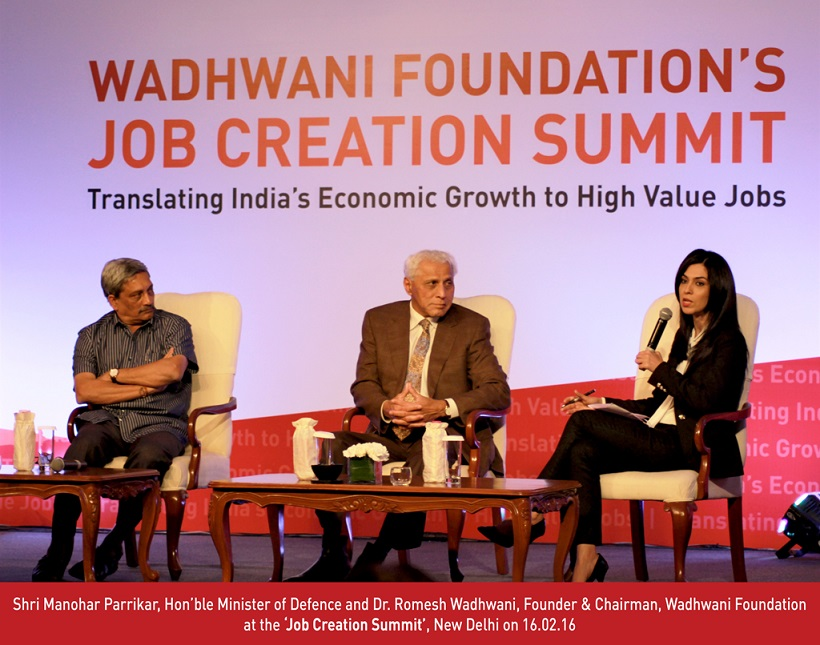 WADHWANI FOUNDATION'S
JOB CREATION SUMMIT
Translating India's Economic Growth to High Value Jobs
Shri Manohar Parrikar, Hon'ble Minister of Defence and Dr. Romesh Wadhwani, Founder & Chairman, Wadhwani Foundation
at the 'Job Creation Summit', New Delhi on 16.02.16